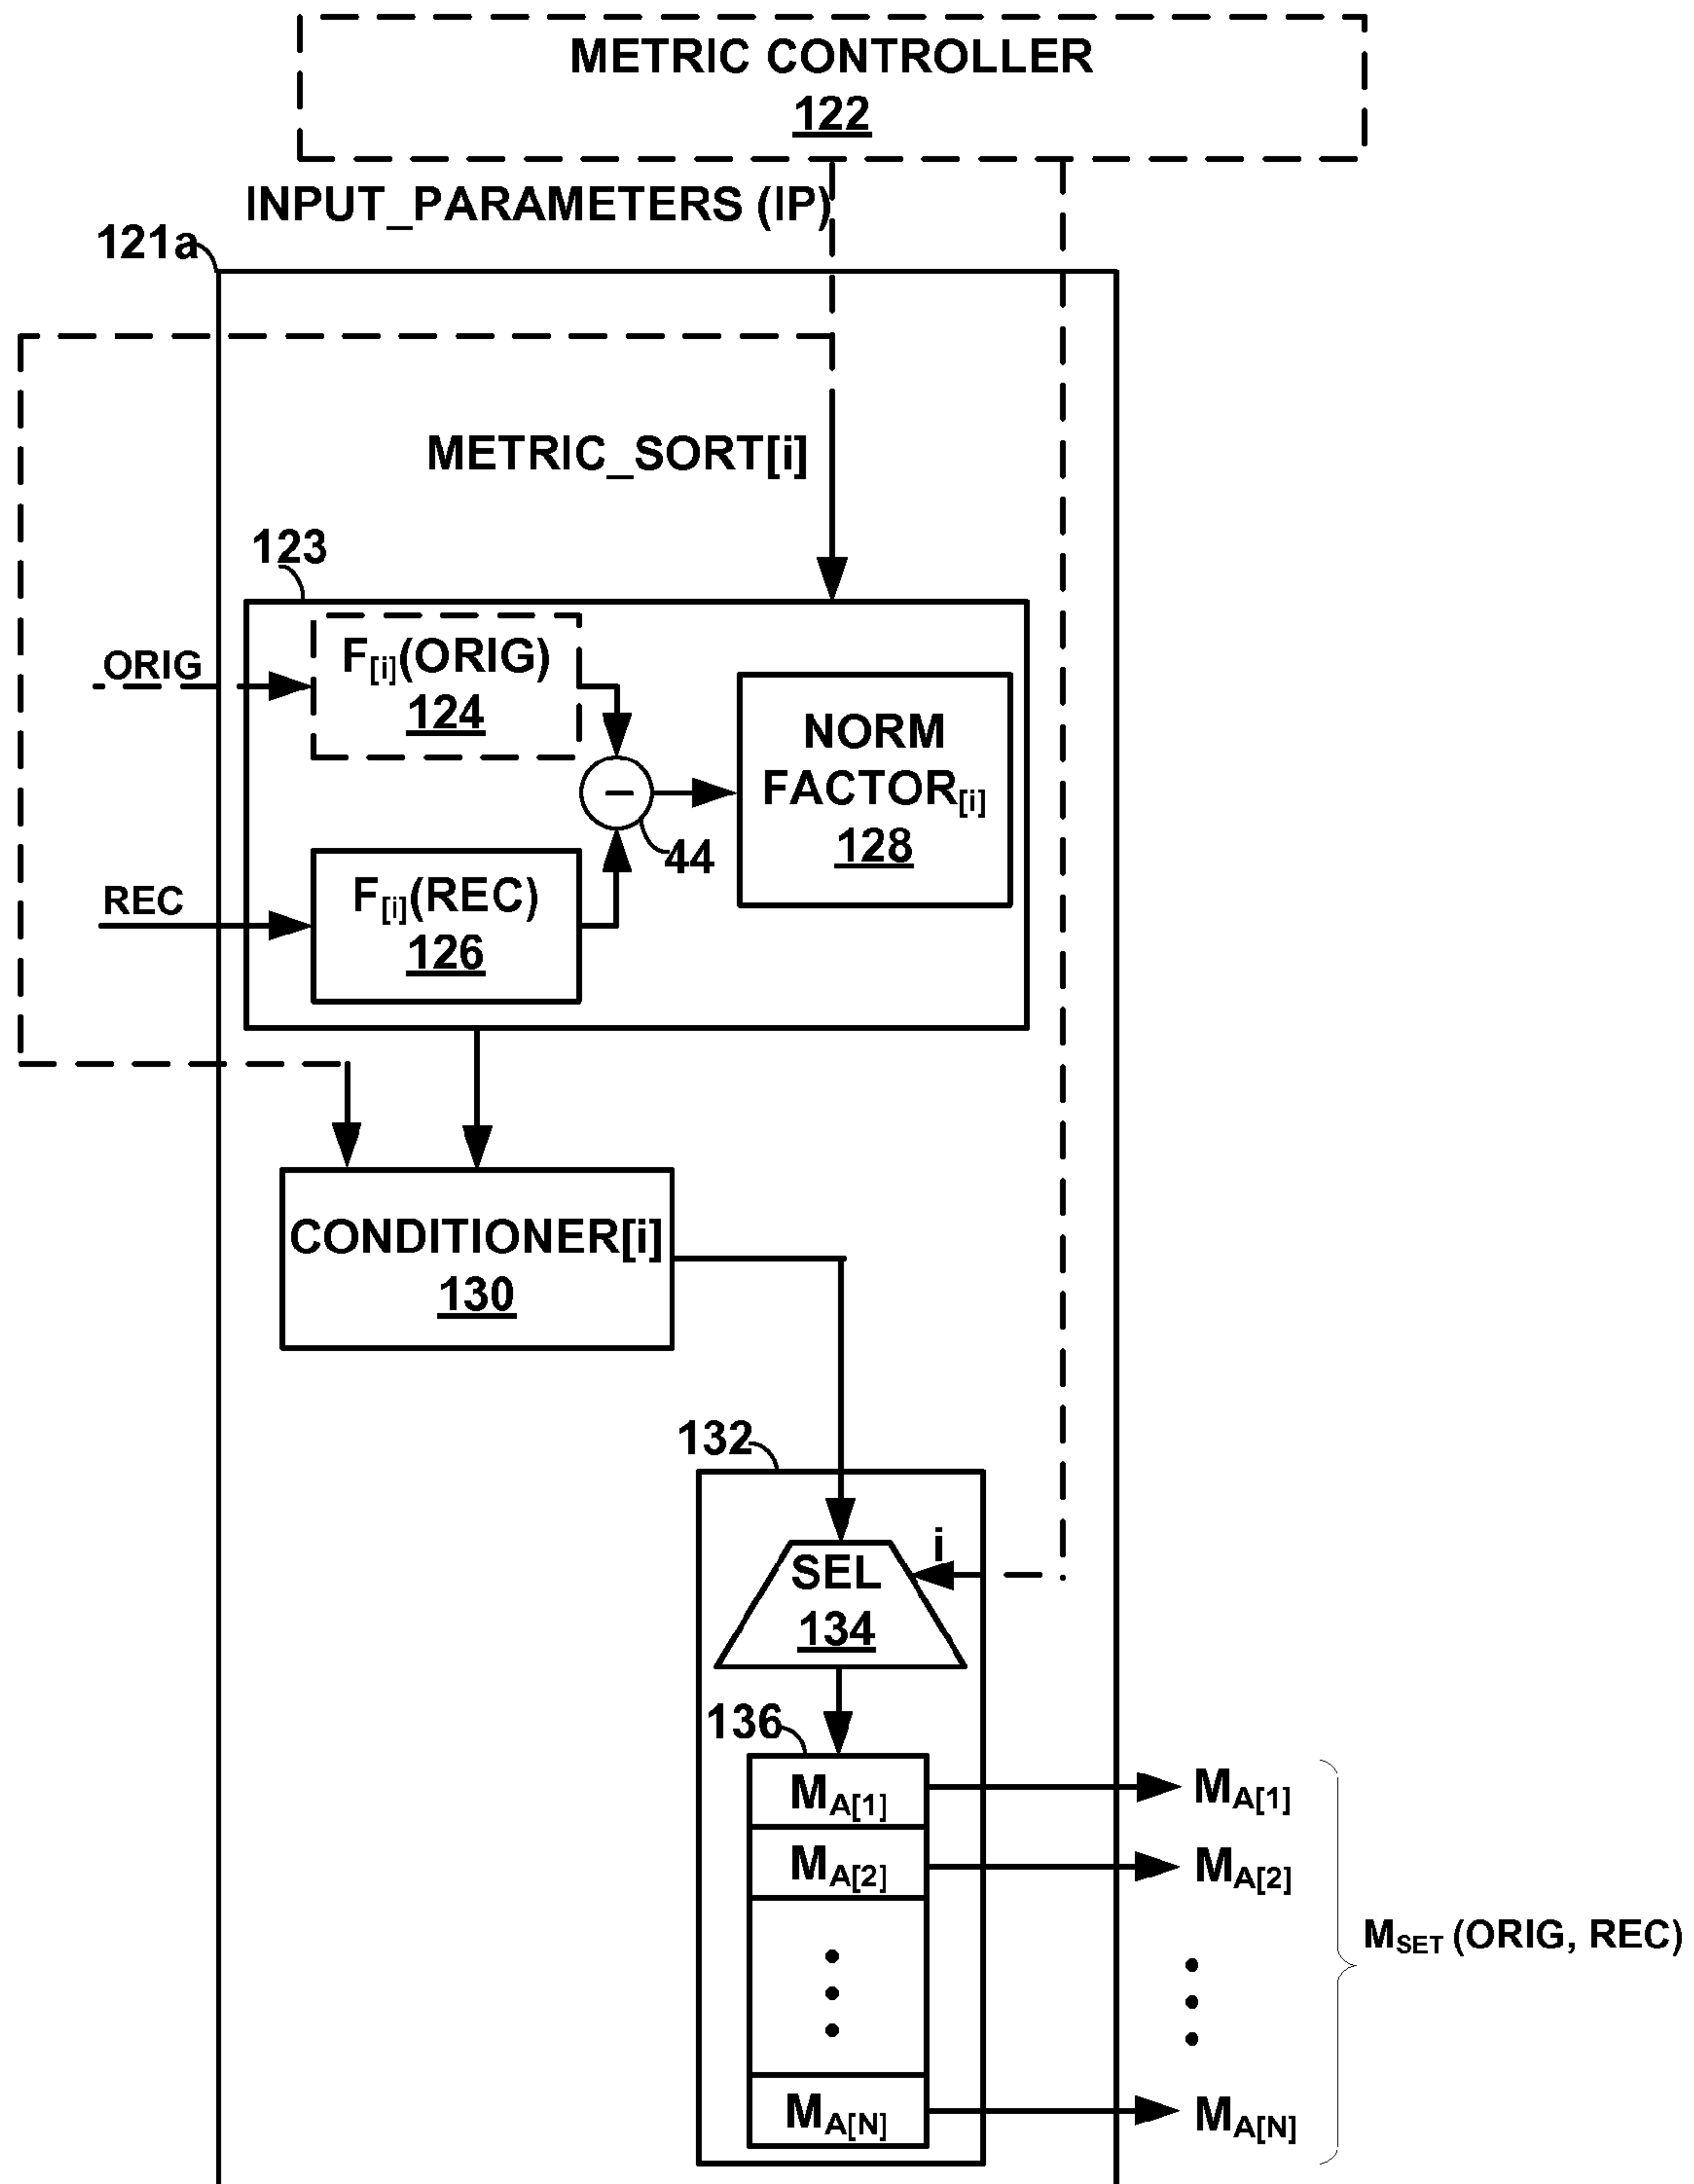 METRIC CONTROLLER
122
INPUT_PARAMETERS (IP)
121a
METRIC_SORT[i]
123
ORIG
F[i](ORIG)
124
NORM
FACTOR[i]
128
44
REC
F[i](REC)
126
CONDITIONER[i]
130
132
i
SEL
134
136
MA[1]
MA[1]
MA[2]
MA[2]
MSET (ORIG, REC)
MA[N]
MA[N]